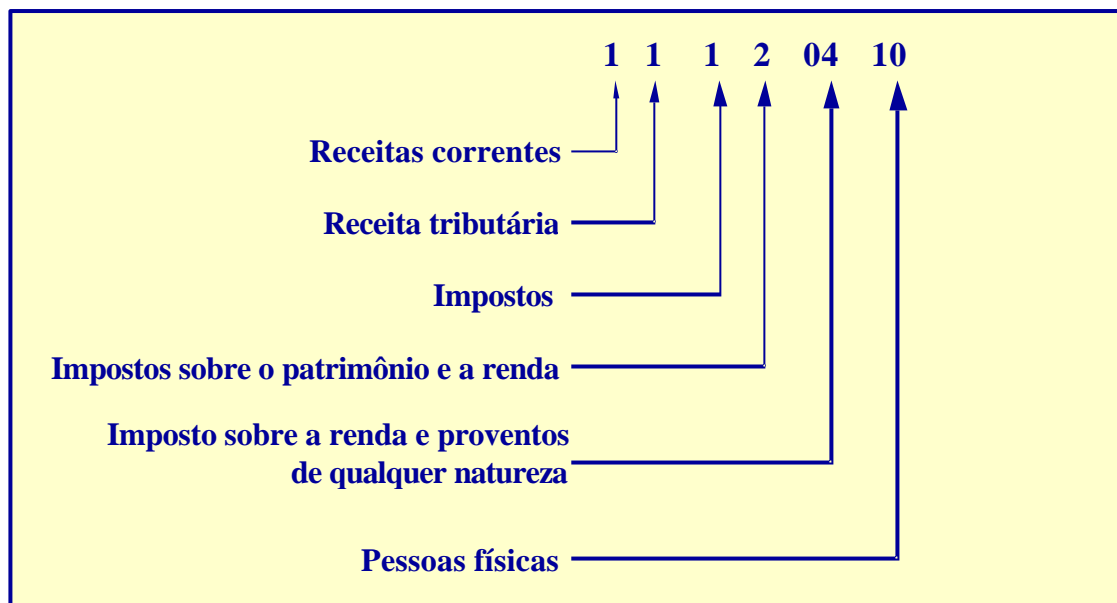 1 1 1 2 04 10
Receitas correntes
Receita tributária
Impostos
Impostos sobre o patrimônio e a renda
Imposto sobre a renda e proventos
de qualquer natureza
Pessoas físicas